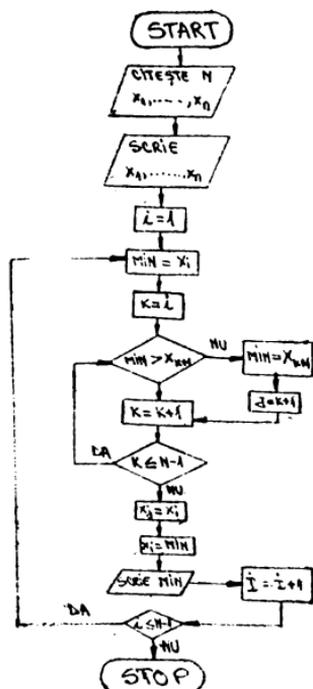 START
CITEȘTE N
x₁,....,xₙ
SCRIE
x₁,......,xₙ
i=1
MIN = xᵢ
K=i
MIN > Xₖ₊₁
NU
MIN=Xₖ₊₁
J=K+1
K=K+1
DA
K≤N-1
NU
xⱼ=xᵢ
xᵢ=MIN
SCRIE MIN
I=I+1
DA
i≤N-1
NU
STOP